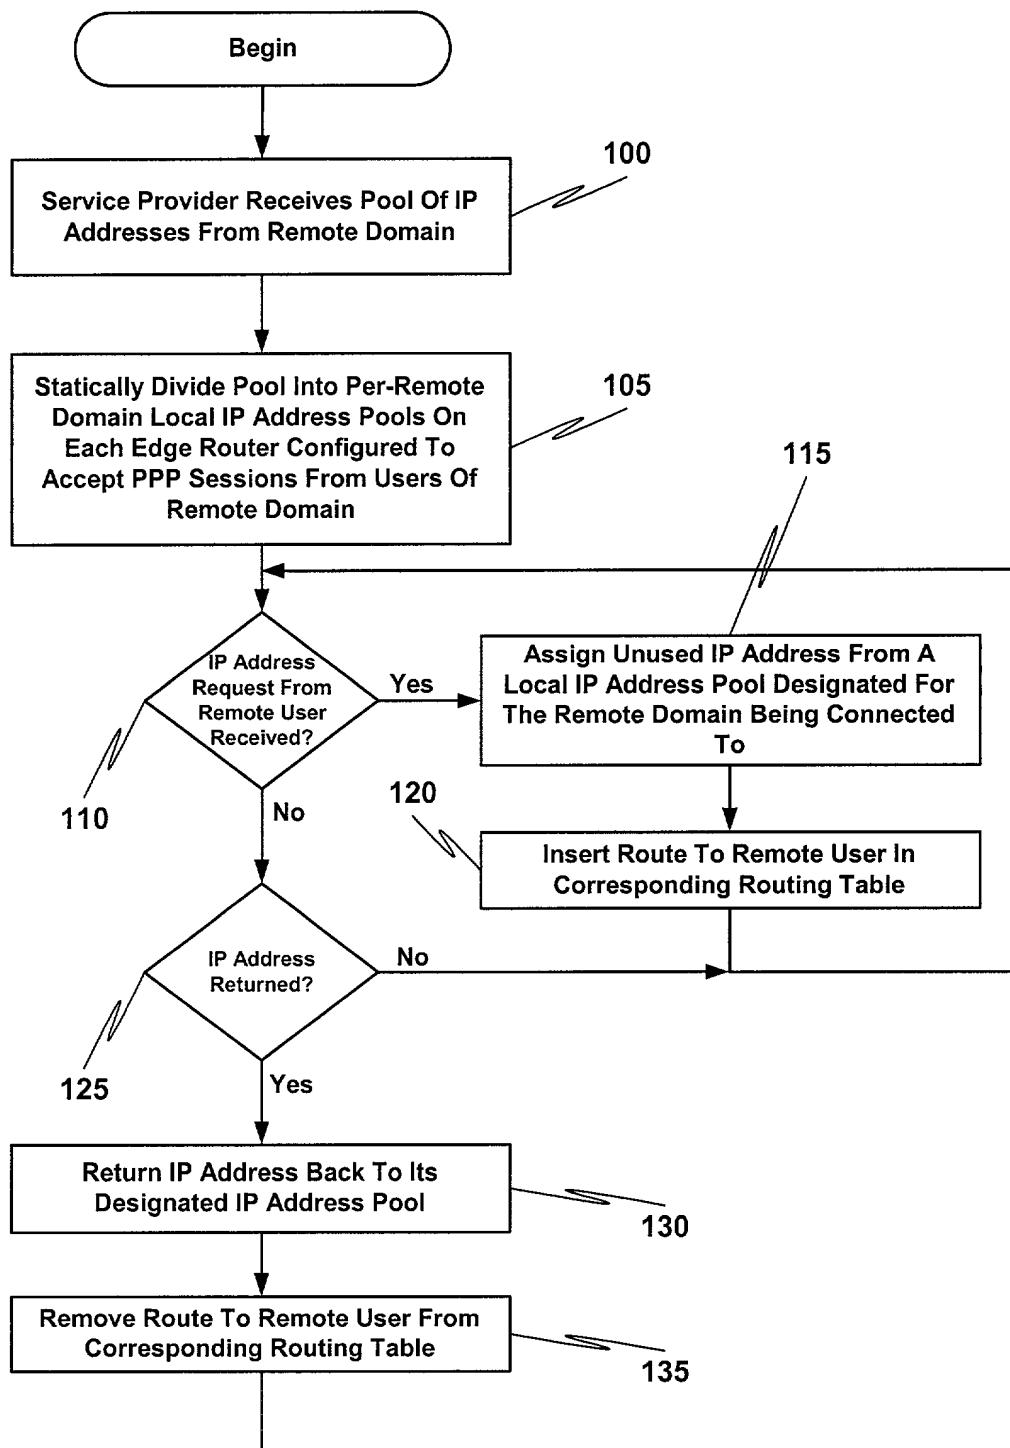 Begin
100
Service Provider Receives Pool Of IP
Addresses From Remote Domain
105
Statically Divide Pool Into Per-Remote
Domain Local IP Address Pools On
Each Edge Router Configured To
Accept PPP Sessions From Users Of
Remote Domain
115
IP Address
Request From
Remote User
Received?
Yes
Assign Unused IP Address From A
Local IP Address Pool Designated For
The Remote Domain Being Connected
To
110
No
120
Insert Route To Remote User In
Corresponding Routing Table
IP Address
Returned?
No
125
Yes
Return IP Address Back To Its
Designated IP Address Pool
130
Remove Route To Remote User From
Corresponding Routing Table
135